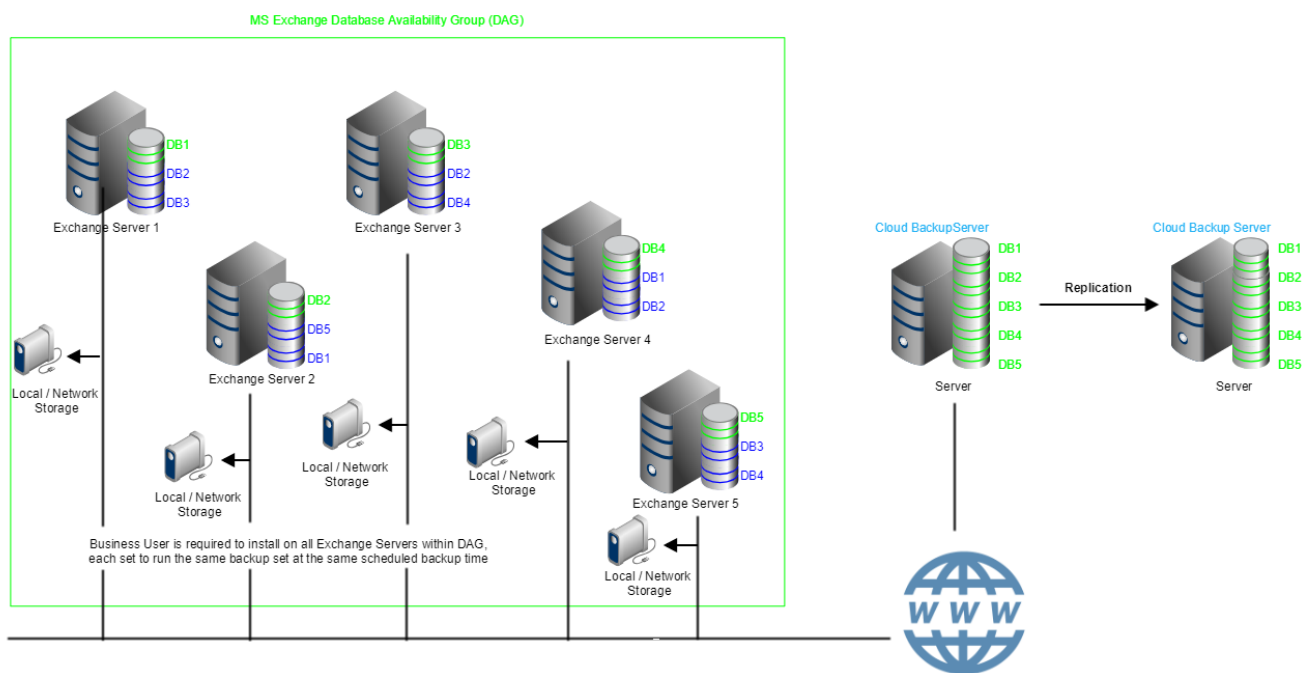 MS Exchange Database Availability Group (DAG)
DB1
DB2
DB3
Exchange Server 1
DB3
DB2
DB4
Exchange Server 3
DB4
DB1
DB2
Exchange Server 4
DB2
DB5
DB1
Exchange Server 2
DB5
DB3
DB4
Exchange Server 5
Local / Network
Storage
Local / Network
Storage
Local / Network
Storage
Local / Network
Storage
Local / Network
Storage
Business User is required to install on all Exchange Servers within DAG,
each set to run the same backup set at the same scheduled backup time
Cloud BackupServer
DB1
DB2
DB3
DB4
DB5
Server
Replication
Cloud Backup Server
DB1
DB2
DB3
DB4
DB5
Server
WWW